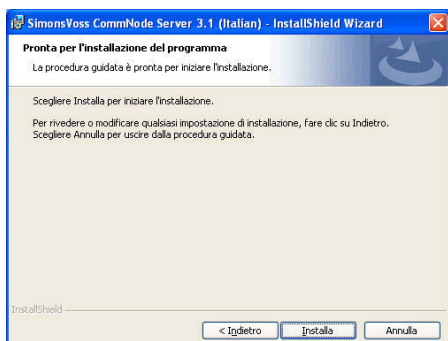 SimonsVoss CommNode Server 3.1 (Italian) - InstallShield Wizard
Pronta per l'installazione del programma
La procedura guidata è pronta per iniziare l'installazione.
Scegliere Installa per iniziare l'installazione.
Per rivedere o modificare qualsiasi impostazione di installazione, fare clic su Indietro.
Scegliere Annulla per uscire dalla procedura guidata.
InstallShield
< Indietro Installa Annulla